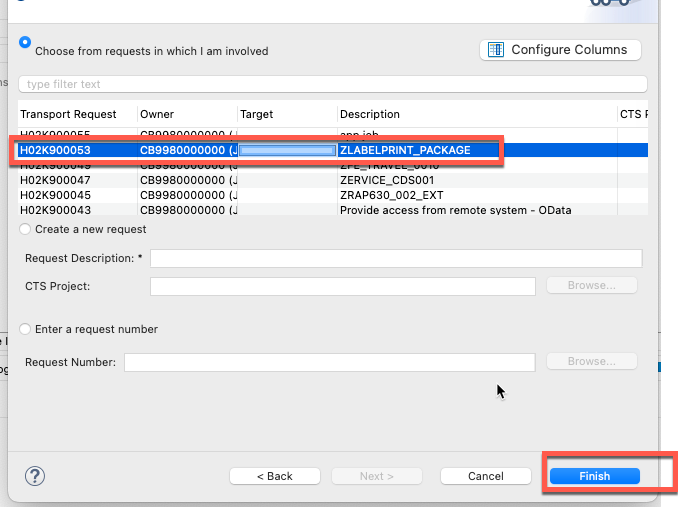 Choose from requests in which I am involved
Configure Columns
type filter text
Transport Request Owner Target Description CTS P
H02K900055 CB9980000000 (J app job
H02K900053 CB9980000000 (J ZLABELPRINT_PACKAGE
H02K900049 CB9980000000 (J ZPE_TRAVEL_0010
H02K900047 CB9980000000 (J ZERVICE_CDS001
H02K900045 CB9980000000 (J ZRAP630_002_EXT
H02K900043 CB9980000000 (J Provide access from remote system - OData
Create a new request
Request Description: *
CTS Project: Browse...
Enter a request number
Request Number: Browse...
? < Back Next > Cancel Finish